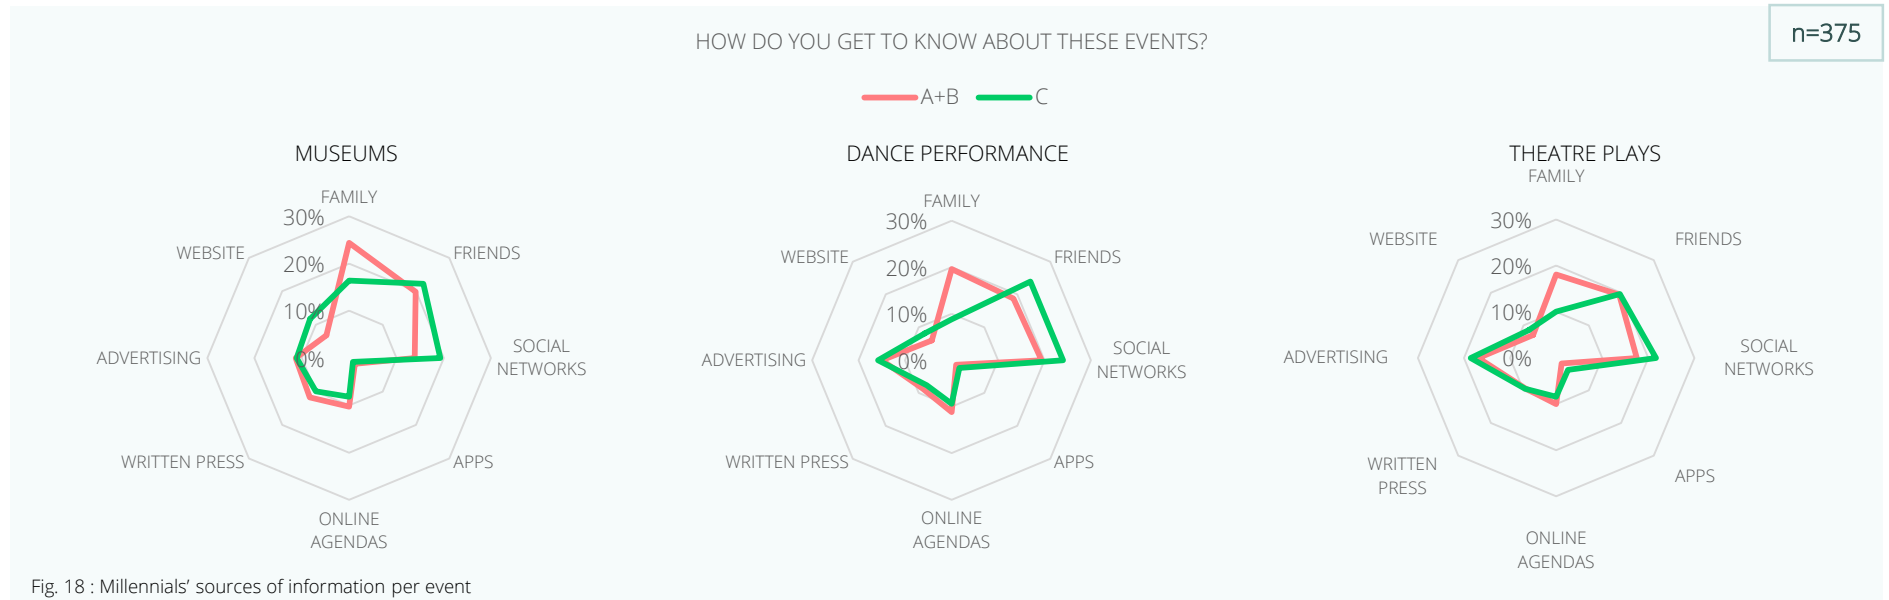 HOW DO YOU GET TO KNOW ABOUT THESE EVENTS?
n=375
A+B
C
MUSEUMS
FAMILY
30%
20%
10%
0%
WEBSITE
FRIENDS
ADVERTISING
SOCIAL
NETWORKS
WRITTEN PRESS
APPS
ONLINE
AGENDAS
DANCE PERFORMANCE
FAMILY
30%
20%
10%
0%
WEBSITE
FRIENDS
ADVERTISING
SOCIAL
NETWORKS
WRITTEN PRESS
APPS
ONLINE
AGENDAS
THEATRE PLAYS
FAMILY
30%
20%
10%
0%
WEBSITE
FRIENDS
ADVERTISING
SOCIAL
NETWORKS
WRITTEN
PRESS
APPS
ONLINE
AGENDAS
Fig. 18 : Millennials’ sources of information per event